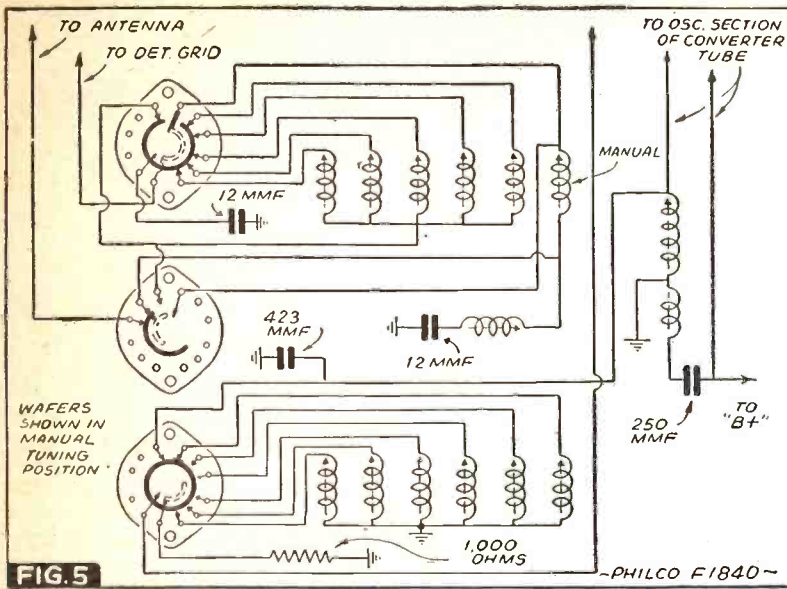 TO ANTENNA
TO DET. GRID
TO OSC. SECTION
OF CONVERTER
TUBE
MANUAL
12 MMF
423
MMF
12 MMF
WAFERS
SHOWN IN
MANUAL
TUNING
POSITION
250
MMF
TO
"B+"
1,000
OHMS
FIG.5
~PHILCO F1840~